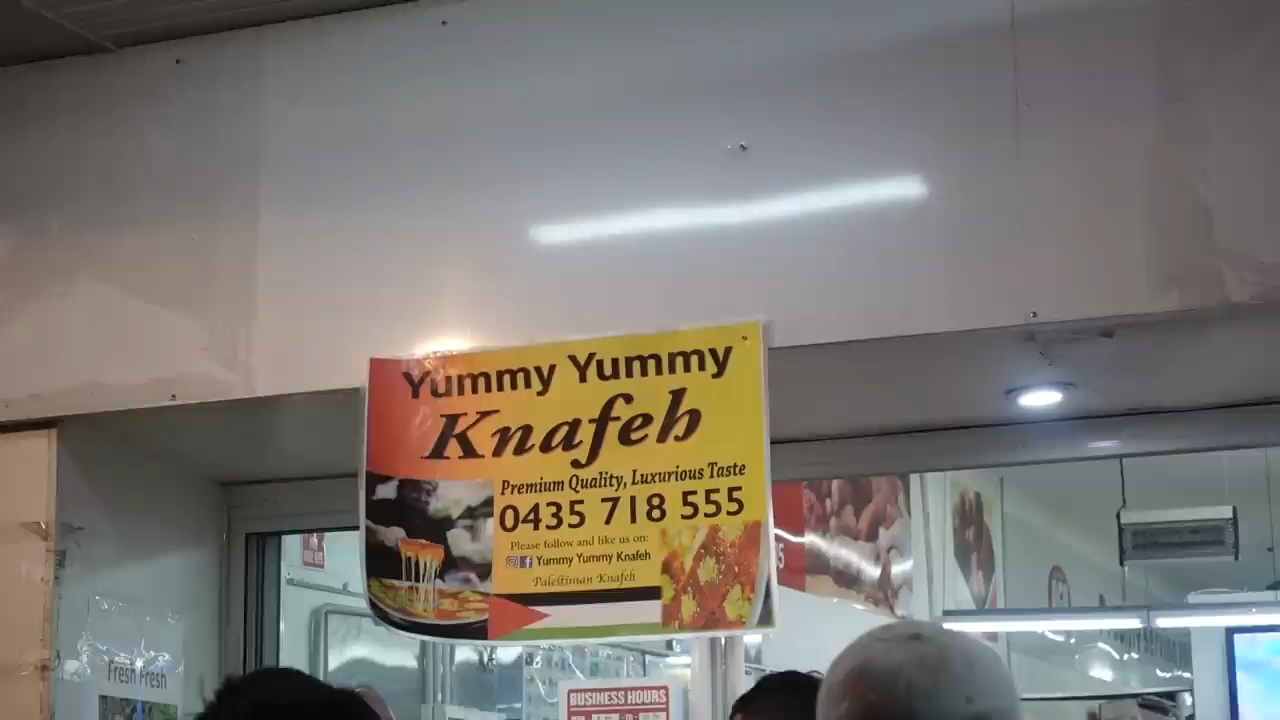 Yummy Yummy
Knafeh
Premium Quality, Luxurious Taste
0435 718 555
Please follow and like us on:
Yummy Yummy Knafeh
Palestinian Knafeh
Fresh Fresh
BUSINESS HOURS